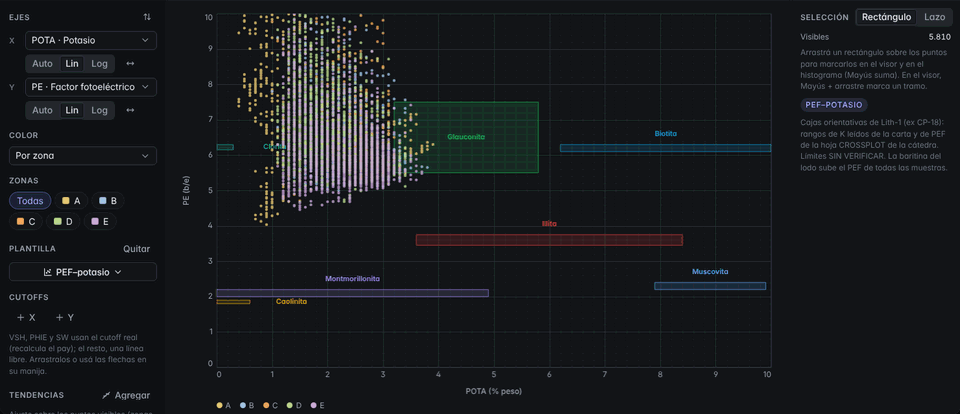 EJES
X
POTA · Potasio
Auto Lin Log
Y
PE · Factor fotoeléctrico
Auto Lin Log
COLOR
Por zona
ZONAS
Todas A B
C D E
PLANTILLA Quitar
PEF–potasio
CUTOFFS
+ X + Y
VSH, PHIE y SW usan el cutoff real
(recalcula el pay); el resto, una línea
libre. Arrastralos o usá las flechas en
su manija.
TENDENCIAS Agregar
PE (b/e)
10
9
8
7
6
5
4
3
2
1
0
Glauconita
Biotita
Illita
Muscovita
Montmorillonita
Caolinita
0 1 2 3 4 5 6 7 8 9 10
POTA (% peso)
A B C D E
SELECCIÓN Rectángulo Lazo
Visibles 5.810
Arrastrá un rectángulo sobre los puntos
para marcarlos en el visor y en el
histograma (Mayús suma). En el visor,
Mayús + arrastre marca un tramo.
PEF–POTASIO
Cajas orientativas de Lith-1 (ex CP-18):
rangos de K leídos de la carta y de PEF
de la hoja CROSSPLOT de la cátedra.
Límites SIN VERIFICAR. La baritina del
lodo sube el PEF de todas las muestras.